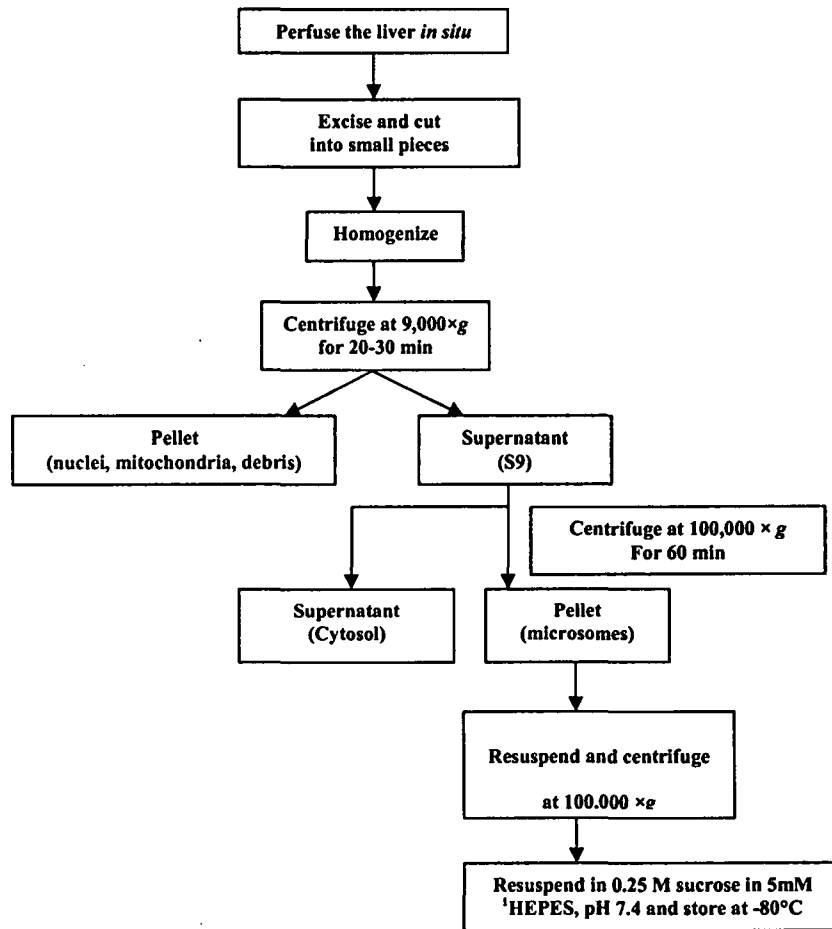 Perfuse the liver in situ
Excise and cut
into small pieces
Homogenize
Centrifuge at 9,000×g
for 20-30 min
Pellet
(nuclei, mitochondria, debris)
Supernatant
(S9)
Centrifuge at 100,000 × g
For 60 min
Supernatant
(Cytosol)
Pellet
(microsomes)
Resuspend and centrifuge
at 100.000 ×g
Resuspend in 0.25 M sucrose in 5mM
¹HEPES, pH 7.4 and store at -80°C